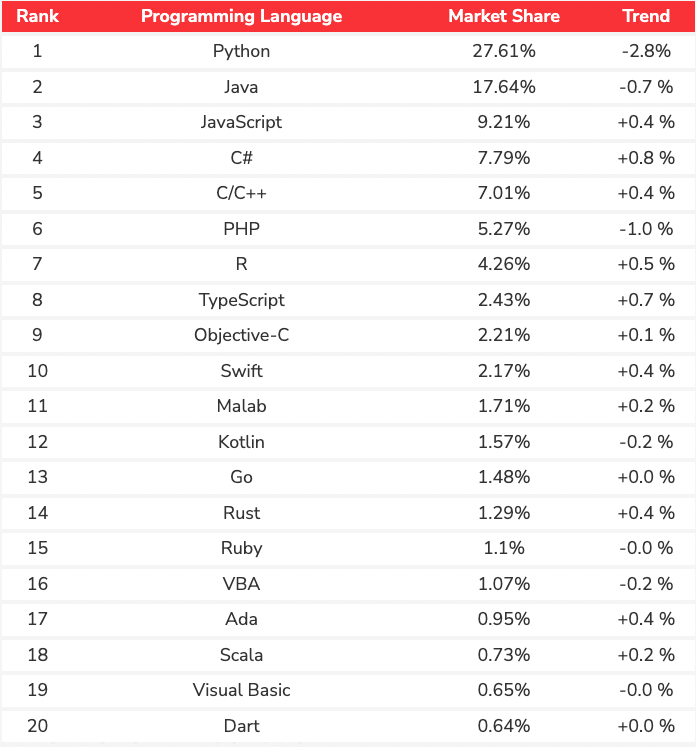 Rank Programming Language Market Share Trend
1 Python 27.61% -2.8%
2 Java 17.64% -0.7 %
3 JavaScript 9.21% +0.4 %
4 C# 7.79% +0.8 %
5 C/C++ 7.01% +0.4 %
6 PHP 5.27% -1.0 %
7 R 4.26% +0.5 %
8 TypeScript 2.43% +0.7 %
9 Objective-C 2.21% +0.1 %
10 Swift 2.17% +0.4 %
11 Malab 1.71% +0.2 %
12 Kotlin 1.57% -0.2 %
13 Go 1.48% +0.0 %
14 Rust 1.29% +0.4 %
15 Ruby 1.1% -0.0 %
16 VBA 1.07% -0.2 %
17 Ada 0.95% +0.4 %
18 Scala 0.73% +0.2 %
19 Visual Basic 0.65% -0.0 %
20 Dart 0.64% +0.0 %